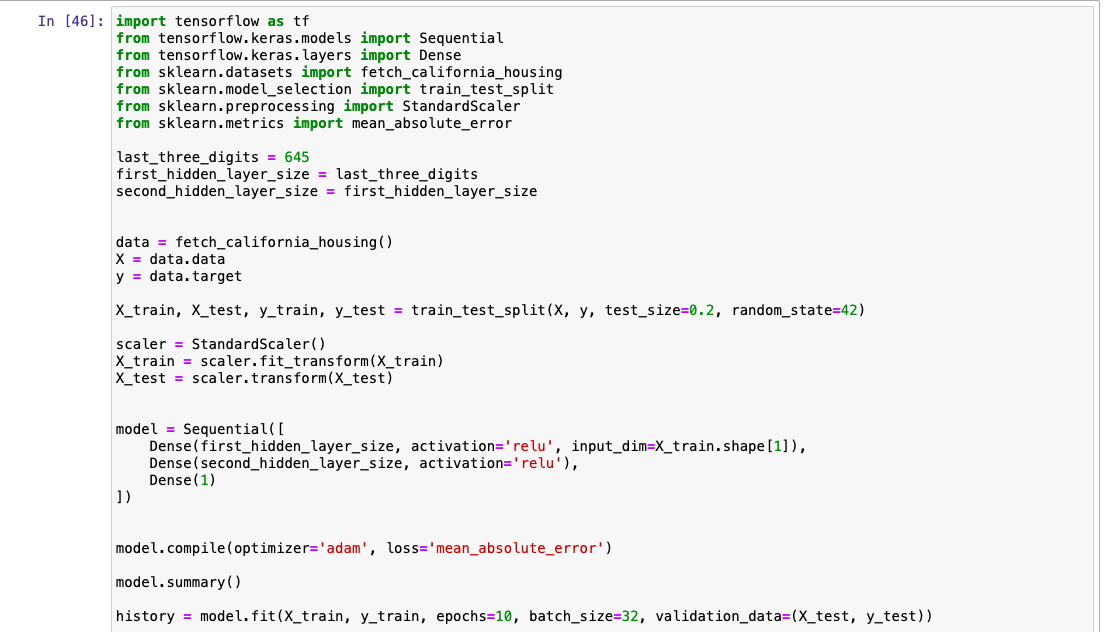 In [46]:
import tensorflow as tf
from tensorflow.keras.models import Sequential
from tensorflow.keras.layers import Dense
from sklearn.datasets import fetch_california_housing
from sklearn.model_selection import train_test_split
from sklearn.preprocessing import StandardScaler
from sklearn.metrics import mean_absolute_error

last_three_digits = 645
first_hidden_layer_size = last_three_digits
second_hidden_layer_size = first_hidden_layer_size


data = fetch_california_housing()
X = data.data
y = data.target

X_train, X_test, y_train, y_test = train_test_split(X, y, test_size=0.2, random_state=42)

scaler = StandardScaler()
X_train = scaler.fit_transform(X_train)
X_test = scaler.transform(X_test)


model = Sequential([
    Dense(first_hidden_layer_size, activation='relu', input_dim=X_train.shape[1]),
    Dense(second_hidden_layer_size, activation='relu'),
    Dense(1)
])


model.compile(optimizer='adam', loss='mean_absolute_error')

model.summary()

history = model.fit(X_train, y_train, epochs=10, batch_size=32, validation_data=(X_test, y_test))